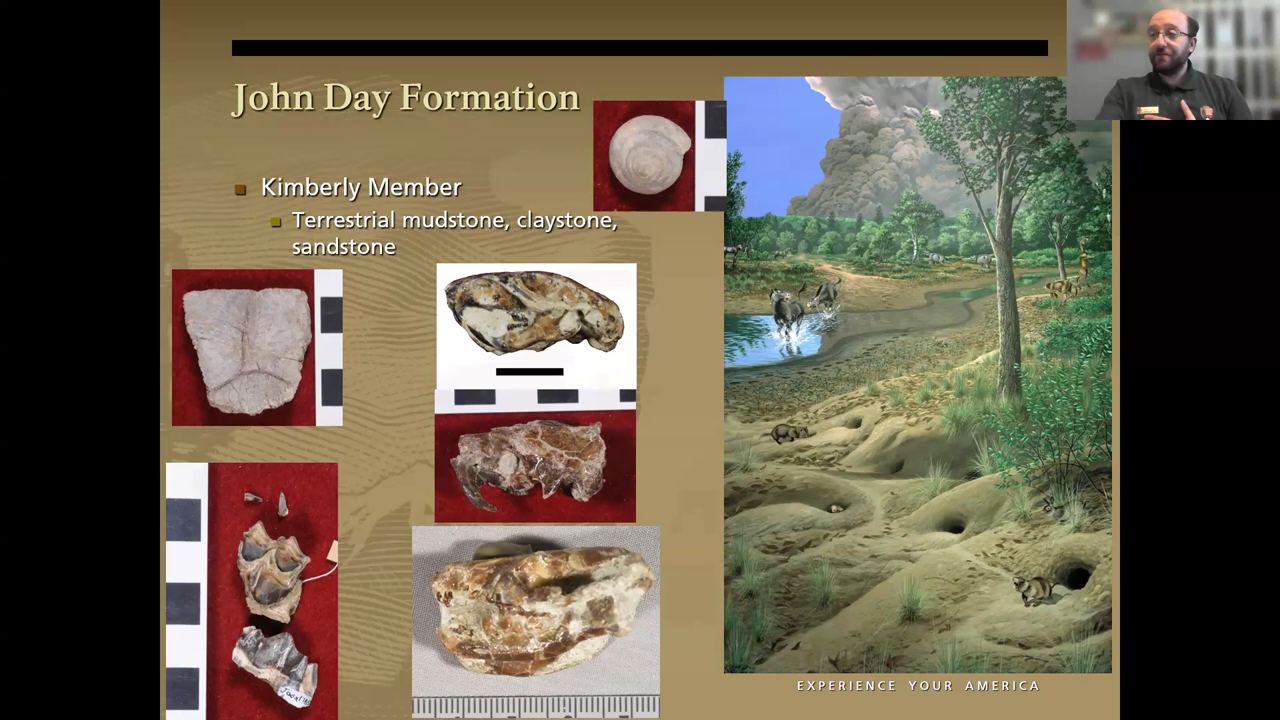 John Day Formation
Kimberly Member
Terrestrial mudstone, claystone,
sandstone
EXPERIENCE YOUR AMERICA